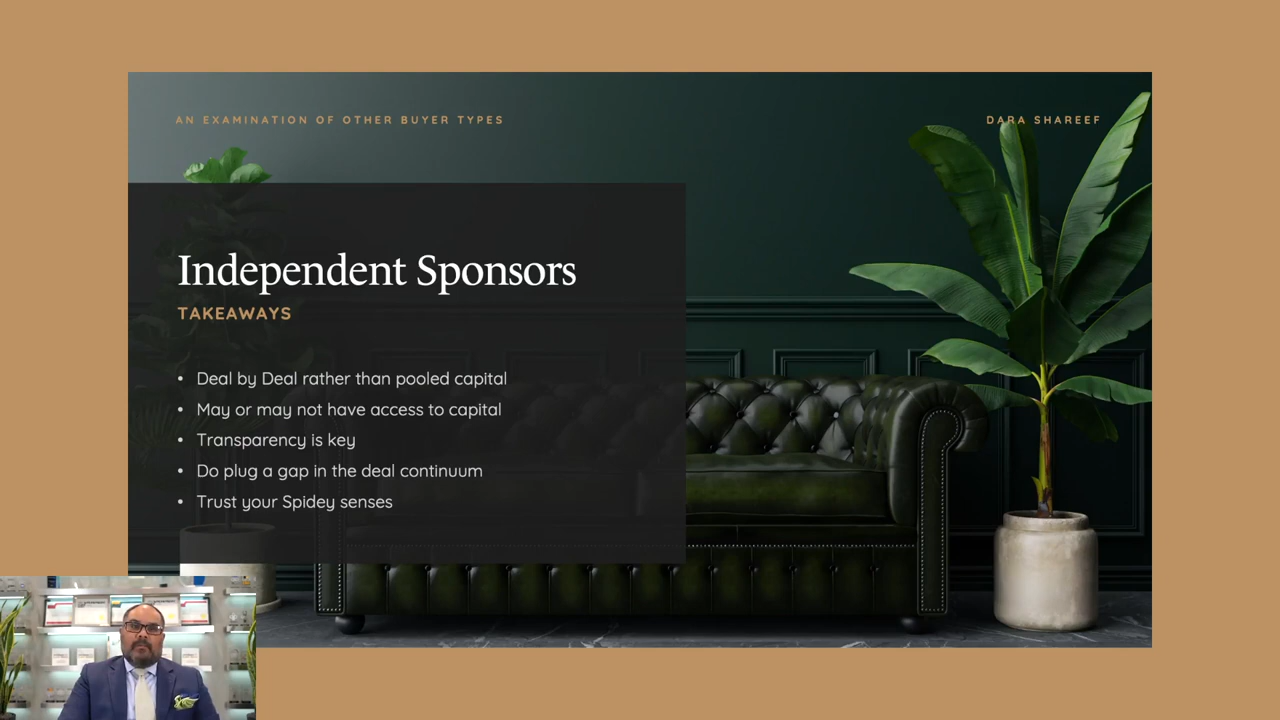 AN EXAMINATION OF OTHER BUYER TYPES
DARA SHAREEF
Independent Sponsors
TAKEAWAYS
• Deal by Deal rather than pooled capital
• May or may not have access to capital
• Transparency is key
• Do plug a gap in the deal continuum
• Trust your Spidey senses